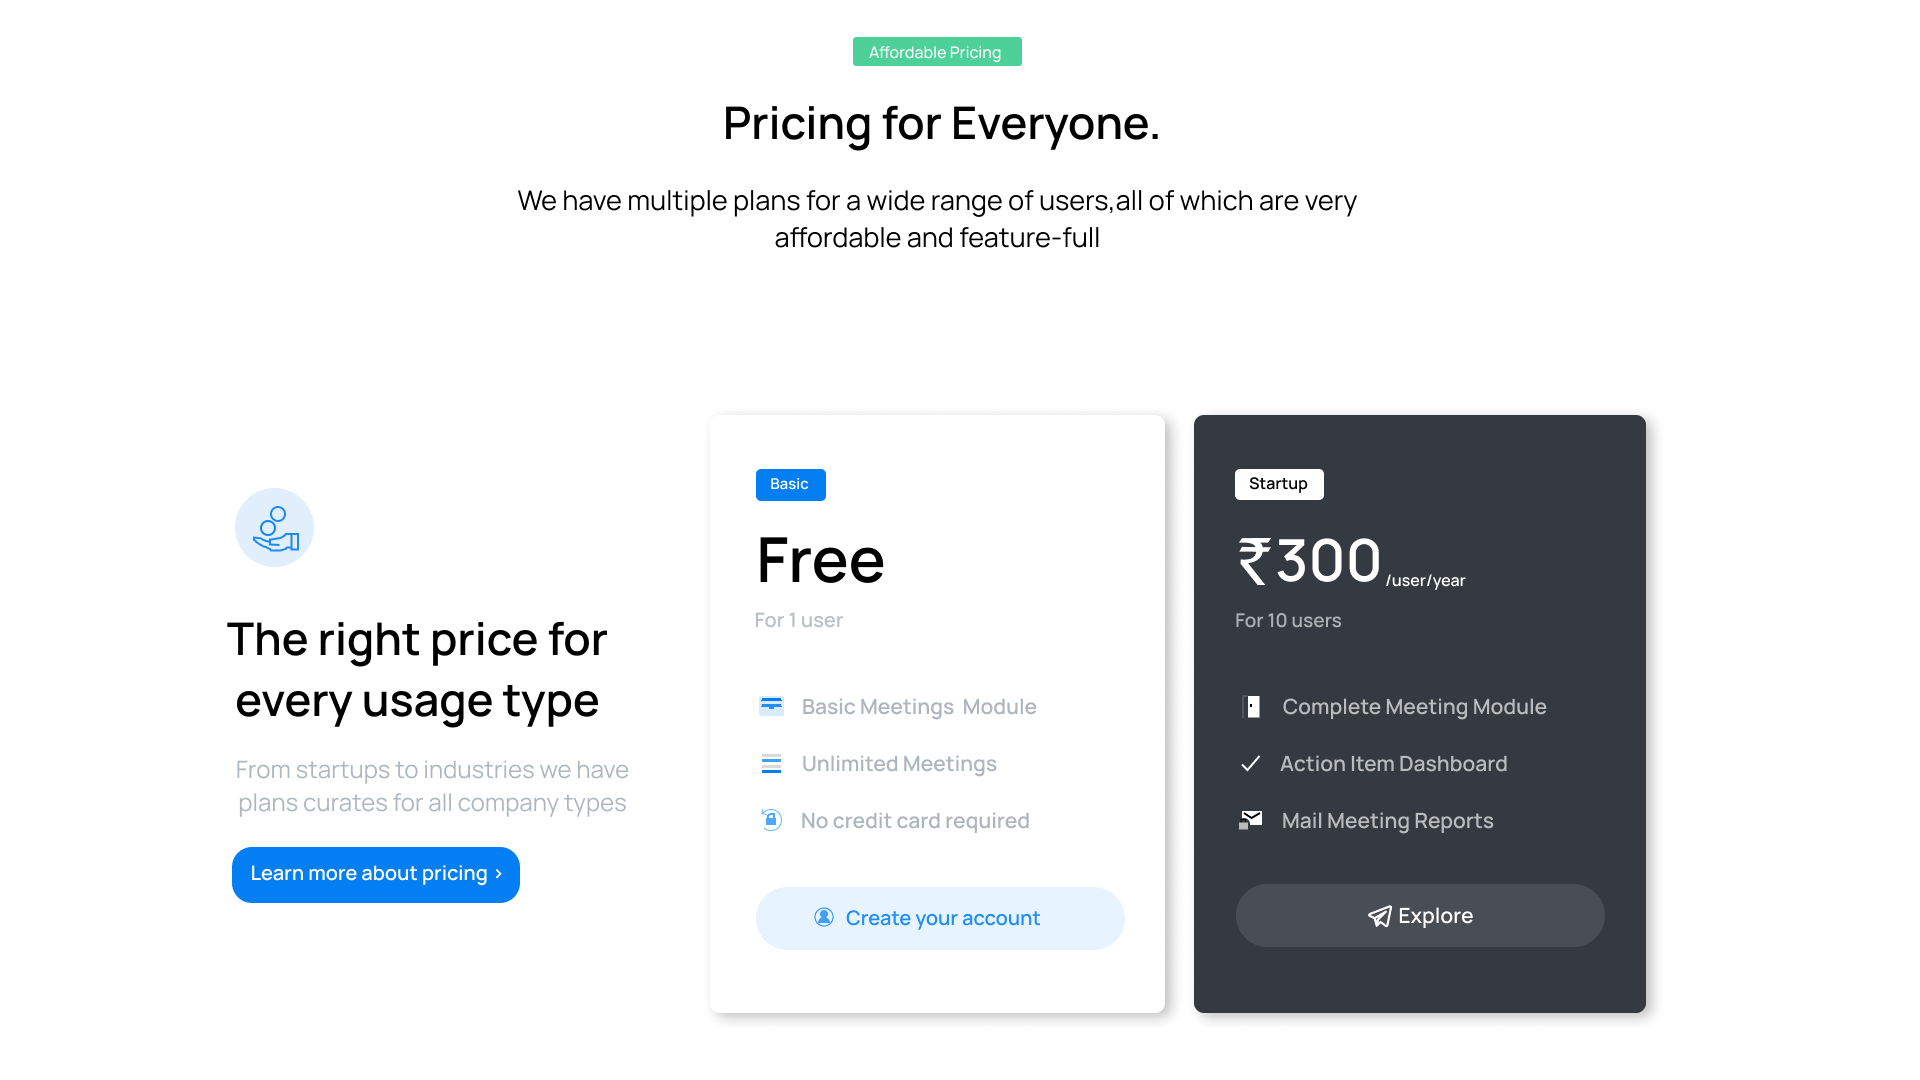 Affordable Pricing
Pricing for Everyone.
We have multiple plans for a wide range of users,all of which are very
affordable and feature-full
The right price for
every usage type
From startups to industries we have
plans curates for all company types
Learn more about pricing >
Basic
Free
For 1 user
Basic Meetings Module
Unlimited Meetings
No credit card required
Create your account
Startup
₹300 /user/year
For 10 users
Complete Meeting Module
Action Item Dashboard
Mail Meeting Reports
Explore